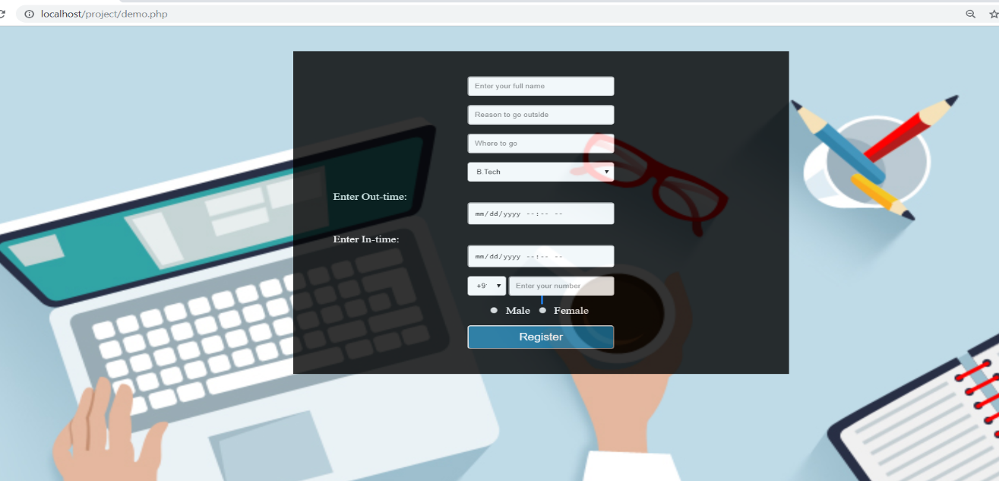 localhost/project/demo.php
Enter your full name
Reason to go outside
Where to go
B.Tech
Enter Out-time:
mm/dd/yyyy --:-- --
Enter In-time:
mm/dd/yyyy --:-- --
+9 Enter your number
Male Female
Register